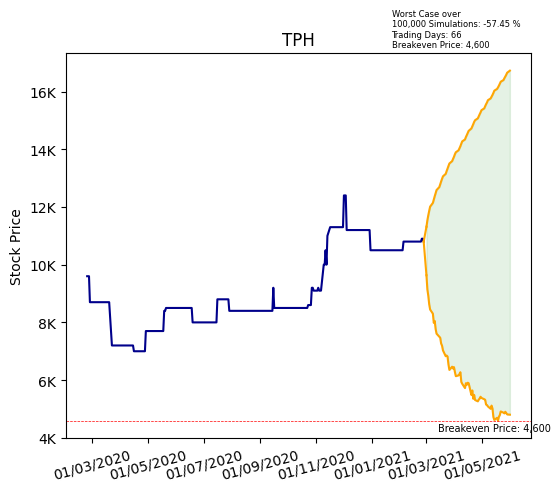 Worst Case over
100,000 Simulations: -57.45 %
Trading Days: 66
Breakeven Price: 4,600
TPH
Stock Price
16K
14K
12K
10K
8K
6K
4K
Breakeven Price: 4,600
01/03/2020
01/05/2020
01/07/2020
01/09/2020
01/11/2020
01/01/2021
01/03/2021
01/05/2021